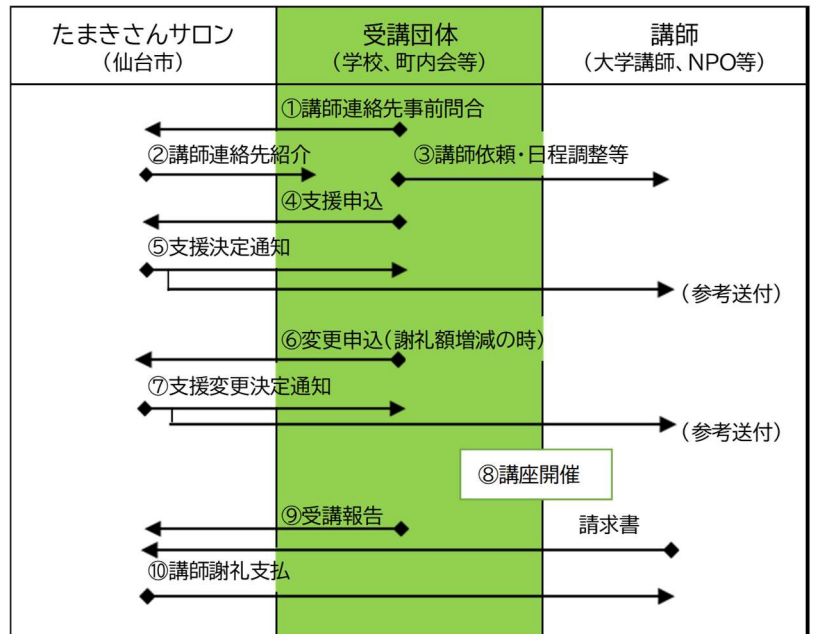 たまきさんサロン
（仙台市）
受講団体
（学校、町内会等）
講師
（大学講師、NPO等）
①講師連絡先事前問合
②講師連絡先紹介
③講師依頼・日程調整等
④支援申込
⑤支援決定通知
（参考送付）
⑥変更申込（謝礼額増減の時）
⑦支援変更決定通知
（参考送付）
⑧講座開催
⑨受講報告
請求書
⑩講師謝礼支払